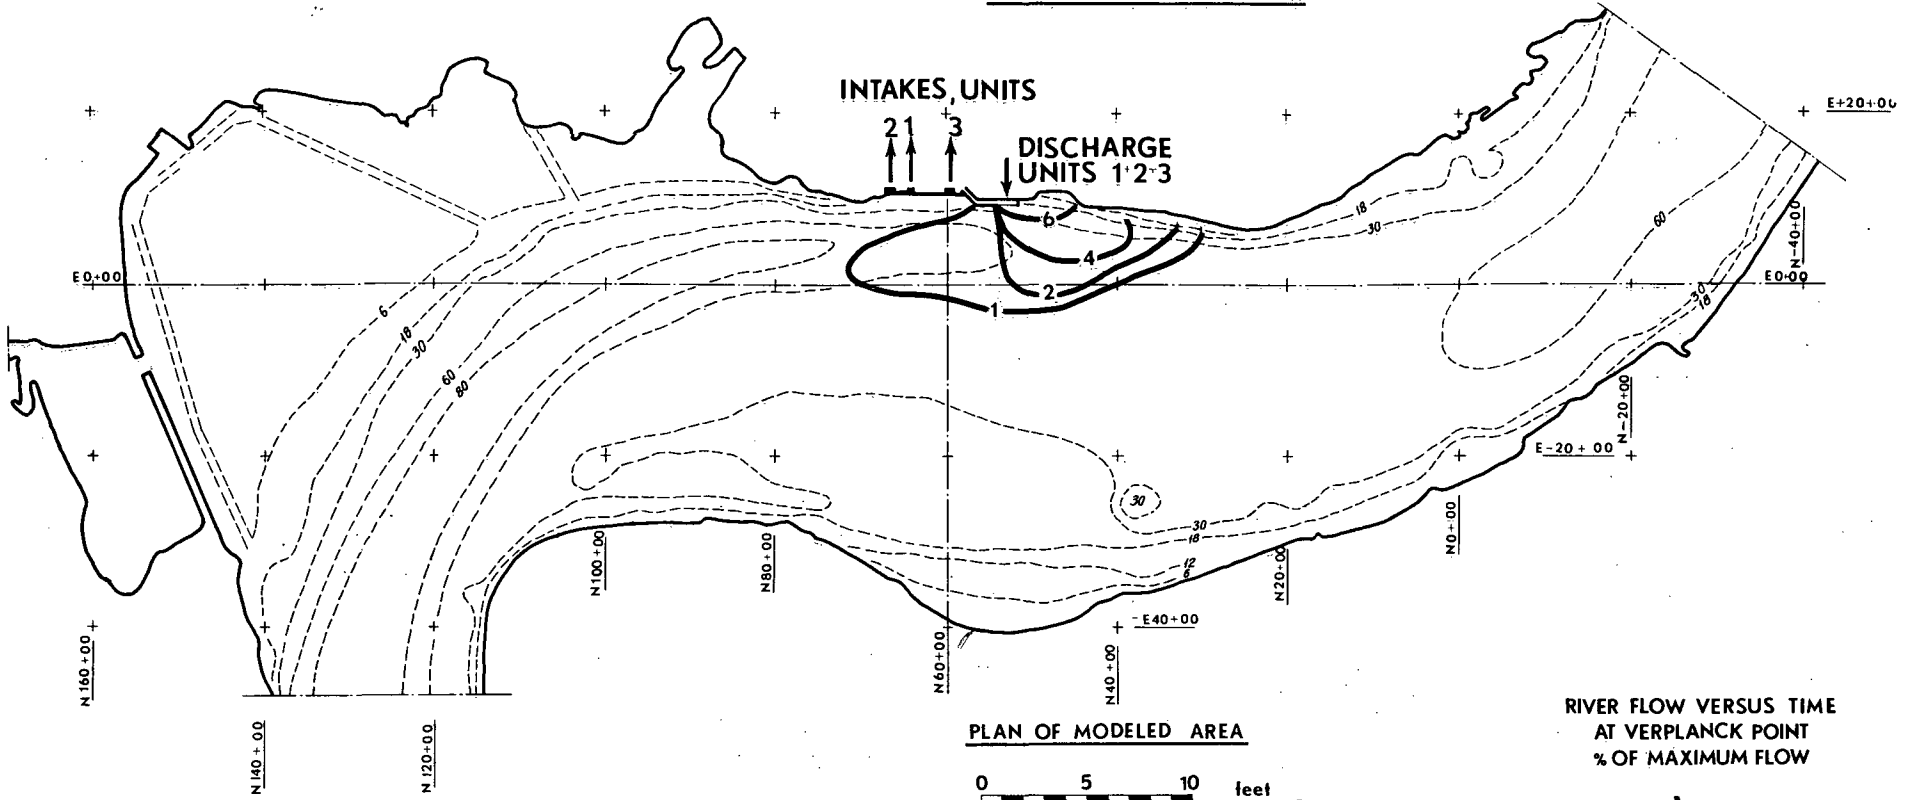 INTAKES, UNITS
2 1 3
DISCHARGE
UNITS 1·2·3
E+20+00
6
4
2
1
18
30
60
N-40+00
E 0+00
E0+00
6
18
30
60
80
30
18
N-20+00
E-20+00
30
30
18
12
6
N0+00
N20+00
N100+00
N80+00
-E40+00
N60+00
N40+00
N160+00
N140+00
N120+00
PLAN OF MODELED AREA
0 5 10 feet
RIVER FLOW VERSUS TIME
AT VERPLANCK POINT
% OF MAXIMUM FLOW